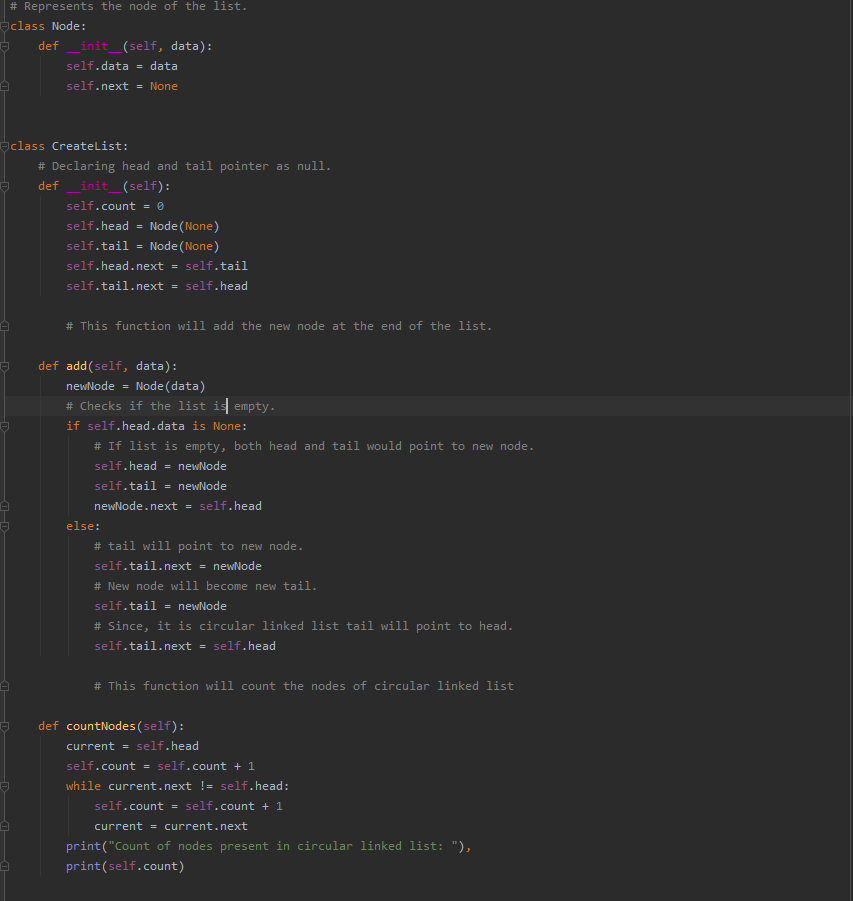 # Represents the node of the list.
class Node:
    def __init__(self, data):
        self.data = data
        self.next = None
class CreateList:
    # Declaring head and tail pointer as null.
    def __init__(self):
        self.count = 0
        self.head = Node(None)
        self.tail = Node(None)
        self.head.next = self.tail
        self.tail.next = self.head
        # This function will add the new node at the end of the list.
    def add(self, data):
        newNode = Node(data)
        # Checks if the list is empty.
        if self.head.data is None:
            # If list is empty, both head and tail would point to new node.
            self.head = newNode
            self.tail = newNode
            newNode.next = self.head
        else:
            # tail will point to new node.
            self.tail.next = newNode
            # New node will become new tail.
            self.tail = newNode
            # Since, it is circular linked list tail will point to head.
            self.tail.next = self.head
            # This function will count the nodes of circular linked list
    def countNodes(self):
        current = self.head
        self.count = self.count + 1
        while current.next != self.head:
            self.count = self.count + 1
            current = current.next
        print("Count of nodes present in circular linked list: "),
        print(self.count)